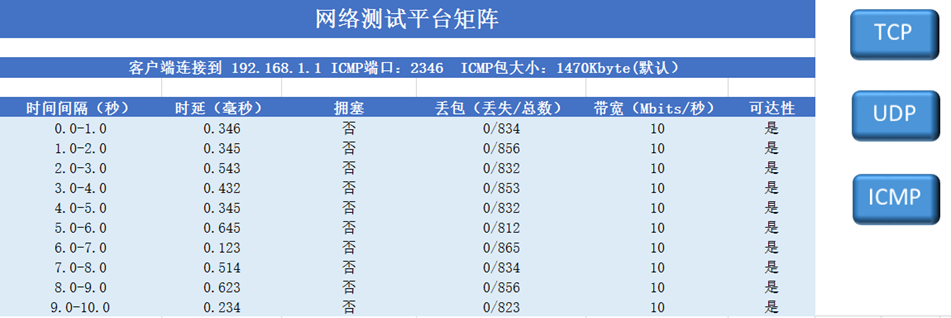 网络测试平台矩阵
客户端连接到 192.168.1.1 ICMP端口：2346 ICMP包大小：1470Kbyte(默认）
时间间隔（秒） 时延（毫秒） 拥塞 丢包（丢失/总数） 带宽（Mbits/秒） 可达性
0.0-1.0 0.346 否 0/834 10 是
1.0-2.0 0.345 否 0/856 10 是
2.0-3.0 0.543 否 0/832 10 是
3.0-4.0 0.432 否 0/853 10 是
4.0-5.0 0.345 否 0/832 10 是
5.0-6.0 0.645 否 0/812 10 是
6.0-7.0 0.123 否 0/865 10 是
7.0-8.0 0.514 否 0/834 10 是
8.0-9.0 0.623 否 0/856 10 是
9.0-10.0 0.234 否 0/823 10 是
TCP
UDP
ICMP